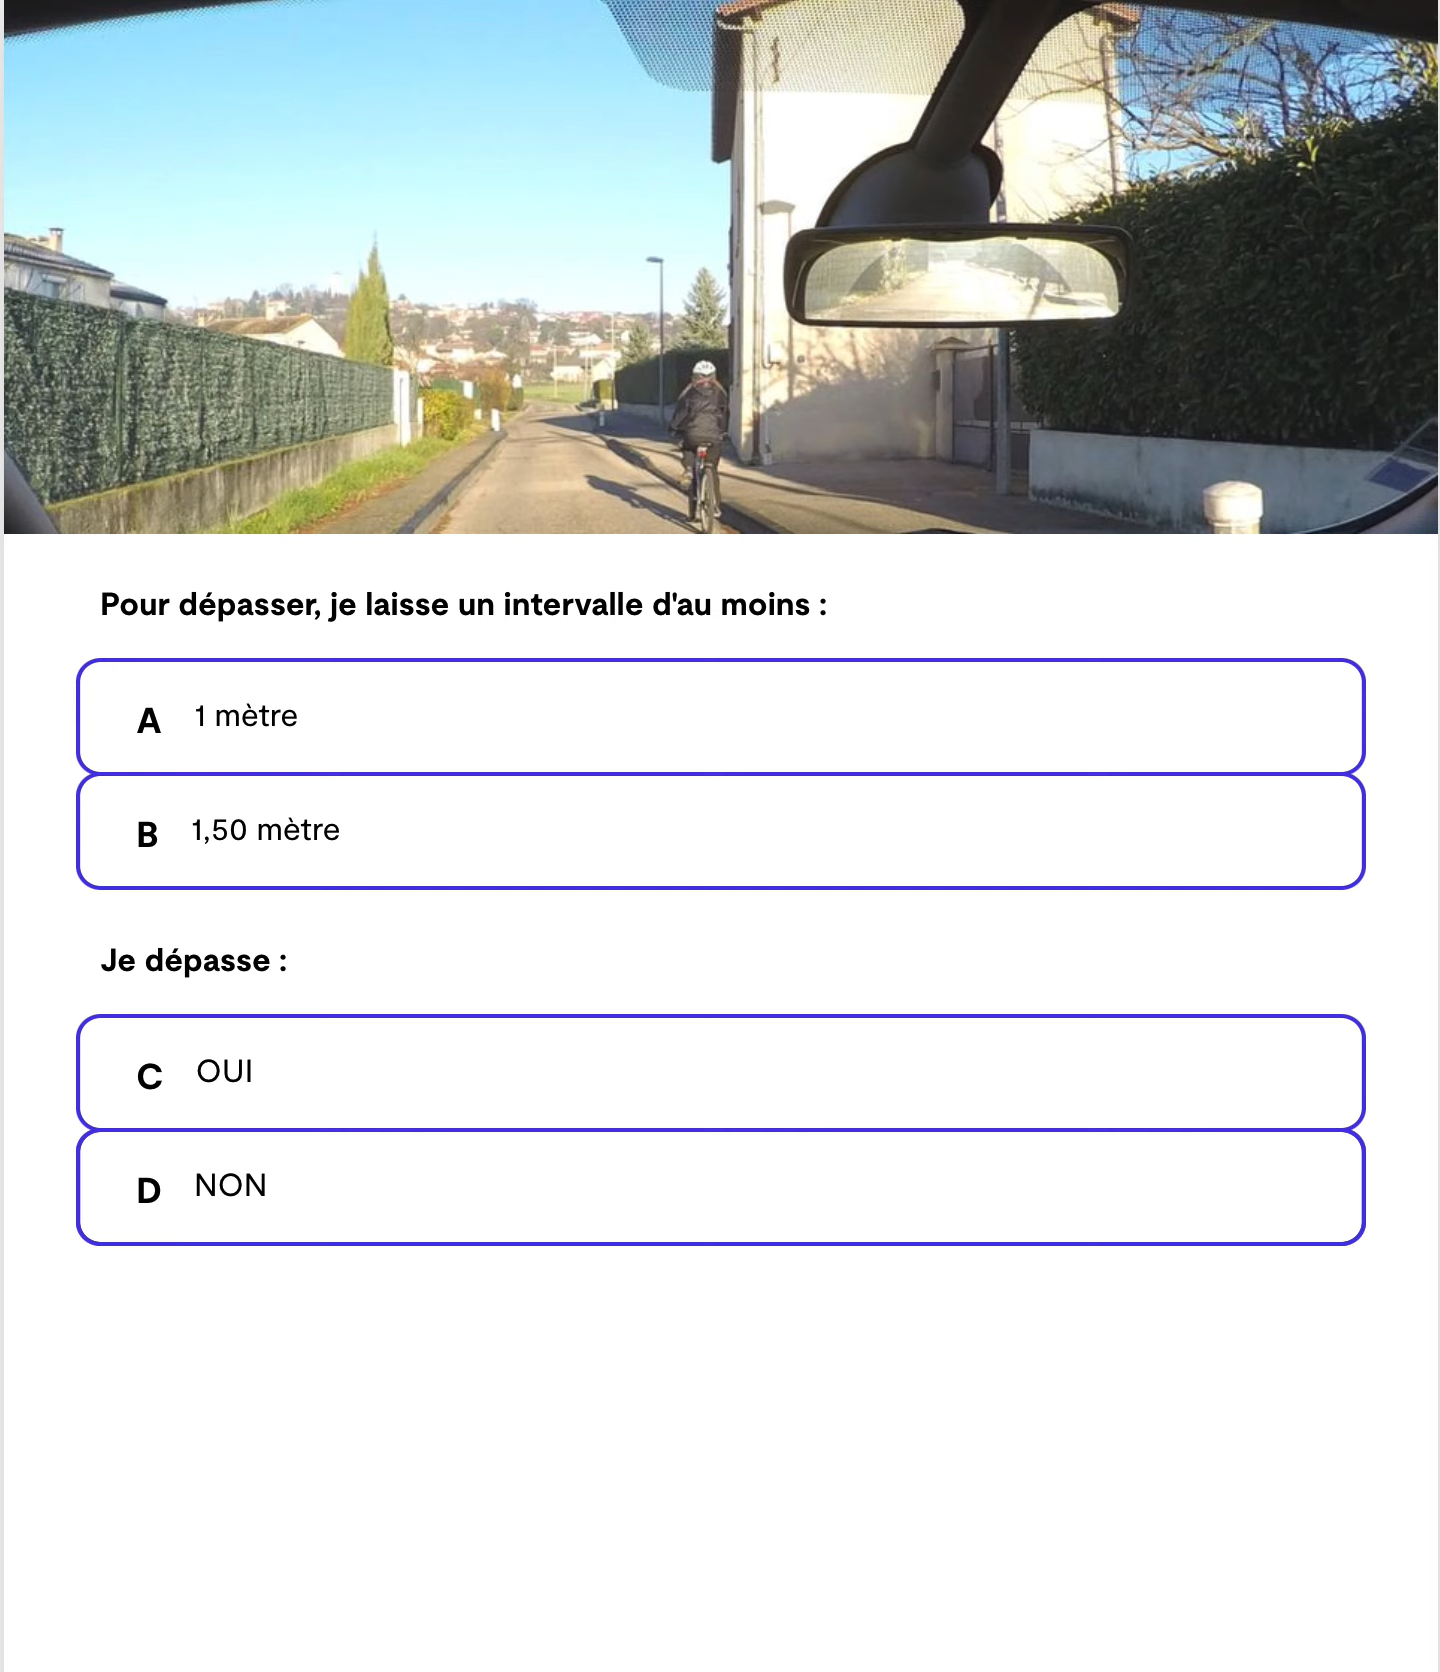 Pour dépasser, je laisse un intervalle d'au moins :
A 1 mètre
B 1,50 mètre
Je dépasse :
C OUI
D NON